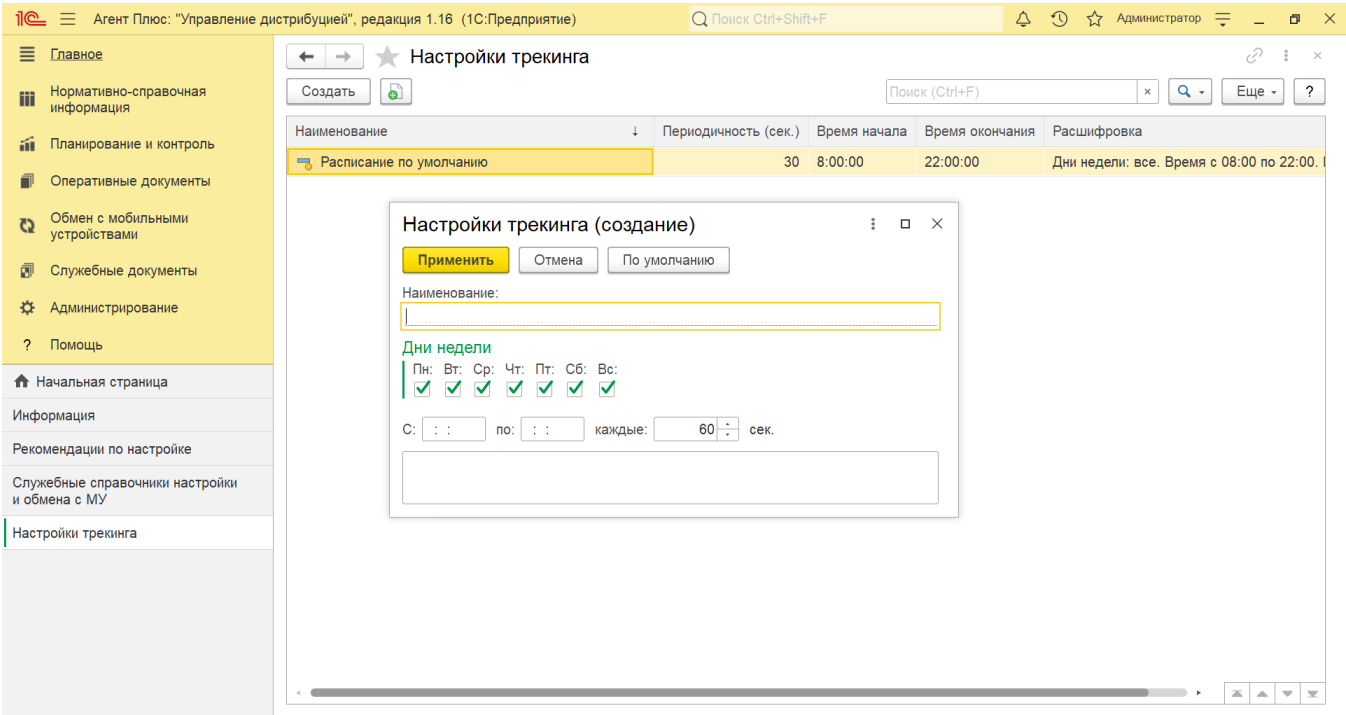 Агент Плюс: "Управление дистрибуцией", редакция 1.16 (1С:Предприятие)
Поиск Ctrl+Shift+F
Администратор
Главное
Нормативно-справочная
информация
Планирование и контроль
Оперативные документы
Обмен с мобильными
устройствами
Служебные документы
Администрирование
? Помощь
Начальная страница
Информация
Рекомендации по настройке
Служебные справочники настройки
и обмена с МУ
Настройки трекинга
Настройки трекинга
Создать
Поиск (Ctrl+F)
×
Еще
?
Наименование ↓ Периодичность (сек.) Время начала Время окончания Расшифровка
Расписание по умолчанию 30 8:00:00 22:00:00 Дни недели: все. Время с 08:00 по 22:00.
Настройки трекинга (создание)
Применить Отмена По умолчанию
Наименование:
Дни недели
Пн: Вт: Ср: Чт: Пт: Сб: Вс:
С: : : по: : : каждые: 60 сек.